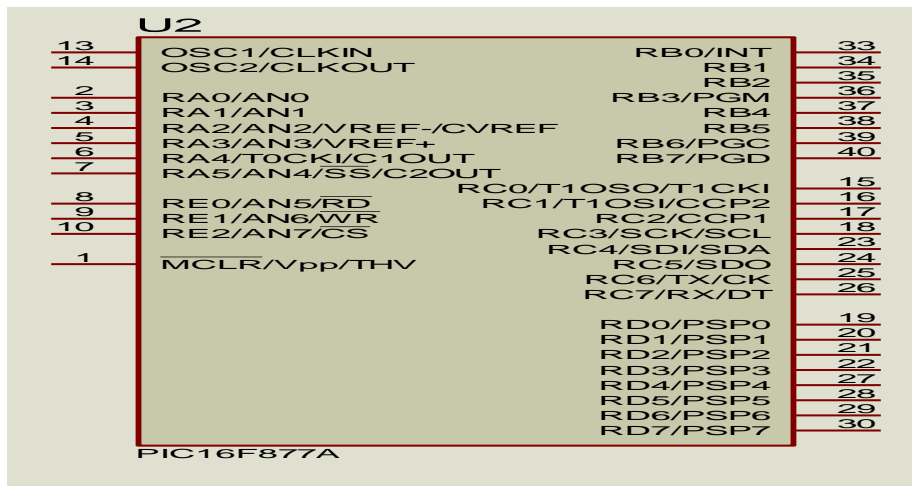 U2
13 OSC1/CLKIN RB0/INT 33
14 OSC2/CLKOUT RB1 34
RB2 35
2 RA0/AN0 RB3/PGM 36
3 RA1/AN1 RB4 37
4 RA2/AN2/VREF-/CVREF RB5 38
5 RA3/AN3/VREF+ RB6/PGC 39
6 RA4/T0CKI/C1OUT RB7/PGD 40
7 RA5/AN4/SS/C2OUT
RC0/T1OSO/T1CKI 15
8 RE0/AN5/RD RC1/T1OSI/CCP2 16
9 RE1/AN6/WR RC2/CCP1 17
10 RE2/AN7/CS RC3/SCK/SCL 18
RC4/SDI/SDA 23
1 MCLR/Vpp/THV RC5/SDO 24
RC6/TX/CK 25
RC7/RX/DT 26
RD0/PSP0 19
RD1/PSP1 20
RD2/PSP2 21
RD3/PSP3 22
RD4/PSP4 27
RD5/PSP5 28
RD6/PSP6 29
RD7/PSP7 30
PIC16F877A